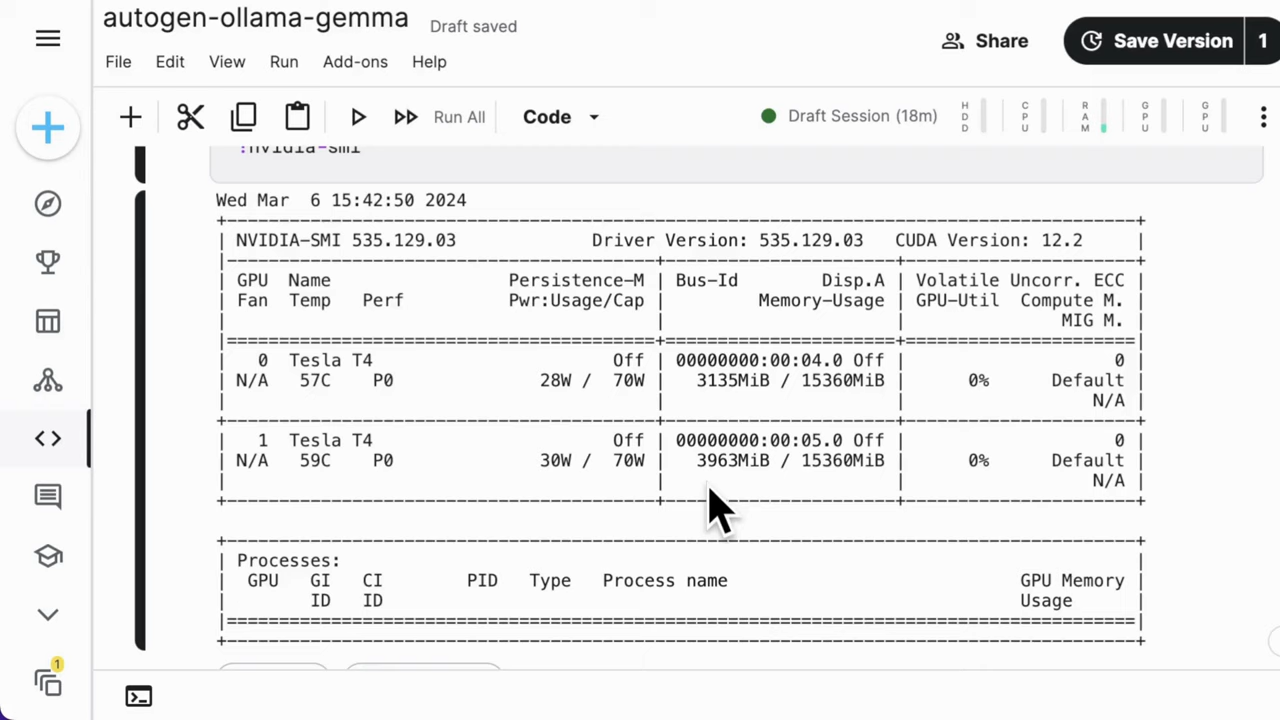 autogen-ollama-gemma
Draft saved
Share
Save Version
1
File Edit View Run Add-ons Help
Run All
Code
Draft Session (18m)
HDD
CPU
RAM
GPU
GPU
!nvidia-smi
Wed Mar  6 15:42:50 2024
+---------------------------------------------------------------------------------------+
| NVIDIA-SMI 535.129.03             Driver Version: 535.129.03   CUDA Version: 12.2     |
|-----------------------------------------+----------------------+----------------------+
| GPU  Name                 Persistence-M | Bus-Id        Disp.A | Volatile Uncorr. ECC |
| Fan  Temp   Perf          Pwr:Usage/Cap |         Memory-Usage | GPU-Util  Compute M. |
|                                         |                      |               MIG M. |
|=========================================+======================+======================|
|   0  Tesla T4                       Off | 00000000:00:04.0 Off |                    0 |
| N/A   57C    P0              28W /  70W |   3135MiB / 15360MiB |      0%      Default |
|                                         |                      |                  N/A |
+-----------------------------------------+----------------------+----------------------+
|   1  Tesla T4                       Off | 00000000:00:05.0 Off |                    0 |
| N/A   59C    P0              30W /  70W |   3963MiB / 15360MiB |      0%      Default |
|                                         |                      |                  N/A |
+-----------------------------------------+----------------------+----------------------+
+---------------------------------------------------------------------------------------+
| Processes:                                                                            |
|  GPU   GI   CI        PID   Type   Process name                            GPU Memory |
|        ID   ID                                                             Usage      |
|=======================================================================================|
+---------------------------------------------------------------------------------------+
1